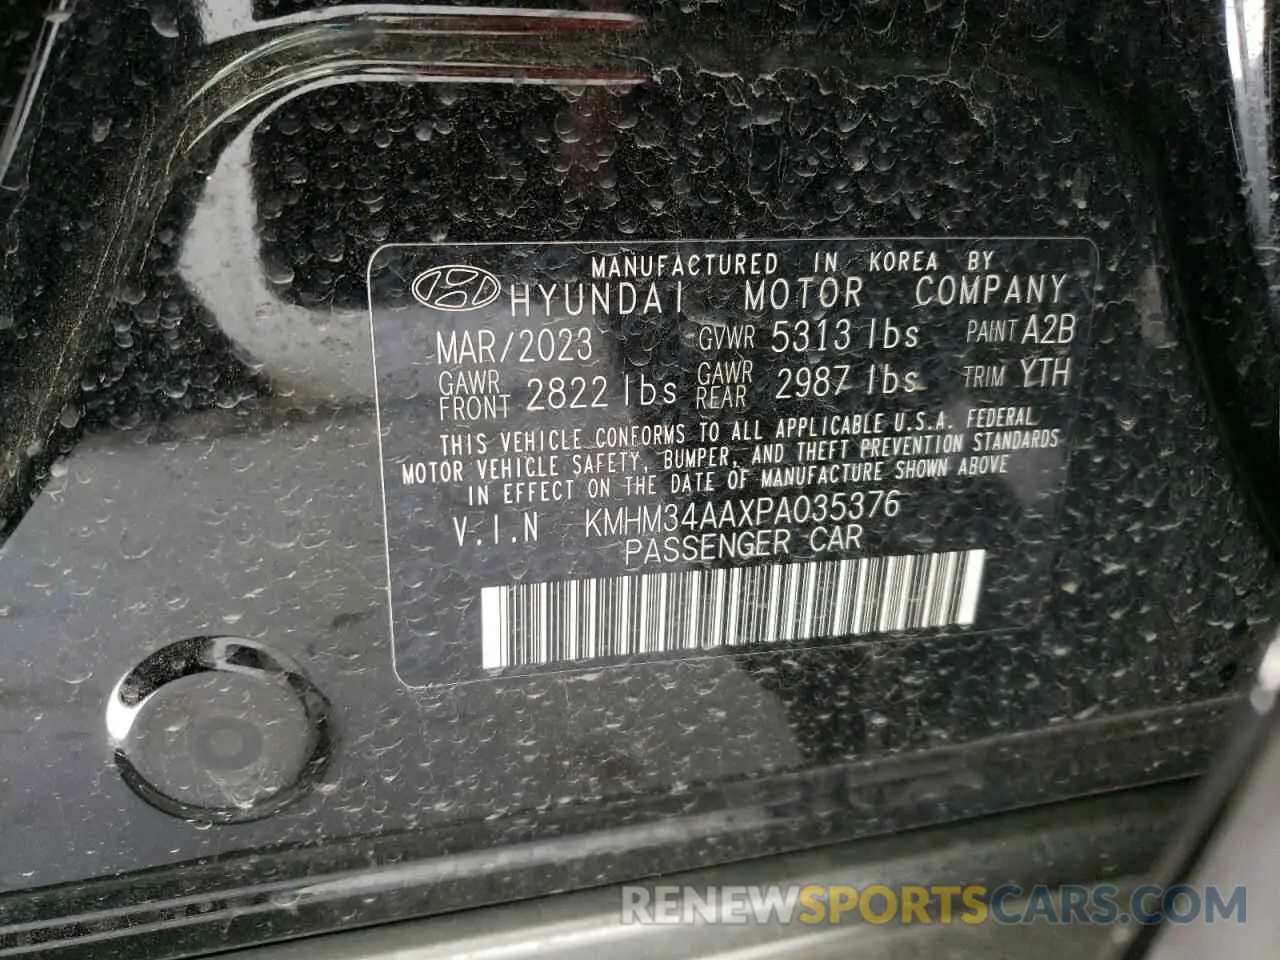 MANUFACTURED IN KOREA BY
HYUNDAI MOTOR COMPANY
MAR/2023 GVWR 5313 lbs PAINT A2B
GAWR FRONT 2822 lbs GAWR REAR 2987 lbs TRIM YTH
THIS VEHICLE CONFORMS TO ALL APPLICABLE U.S.A. FEDERAL
MOTOR VEHICLE SAFETY, BUMPER, AND THEFT PREVENTION STANDARDS
IN EFFECT ON THE DATE OF MANUFACTURE SHOWN ABOVE
V.I.N KMHM34AAXPA035376
PASSENGER CAR
RENEWSPORTSCARS.COM